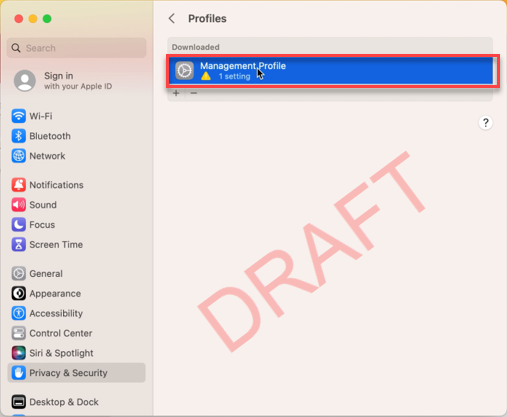 Profiles
Search
Sign in
with your Apple ID
Wi-Fi
Bluetooth
Network
Notifications
Sound
Focus
Screen Time
General
Appearance
Accessibility
Control Center
Siri & Spotlight
Privacy & Security
Desktop & Dock
Downloaded
Management Profile
1 setting
+ −
?
DRAFT